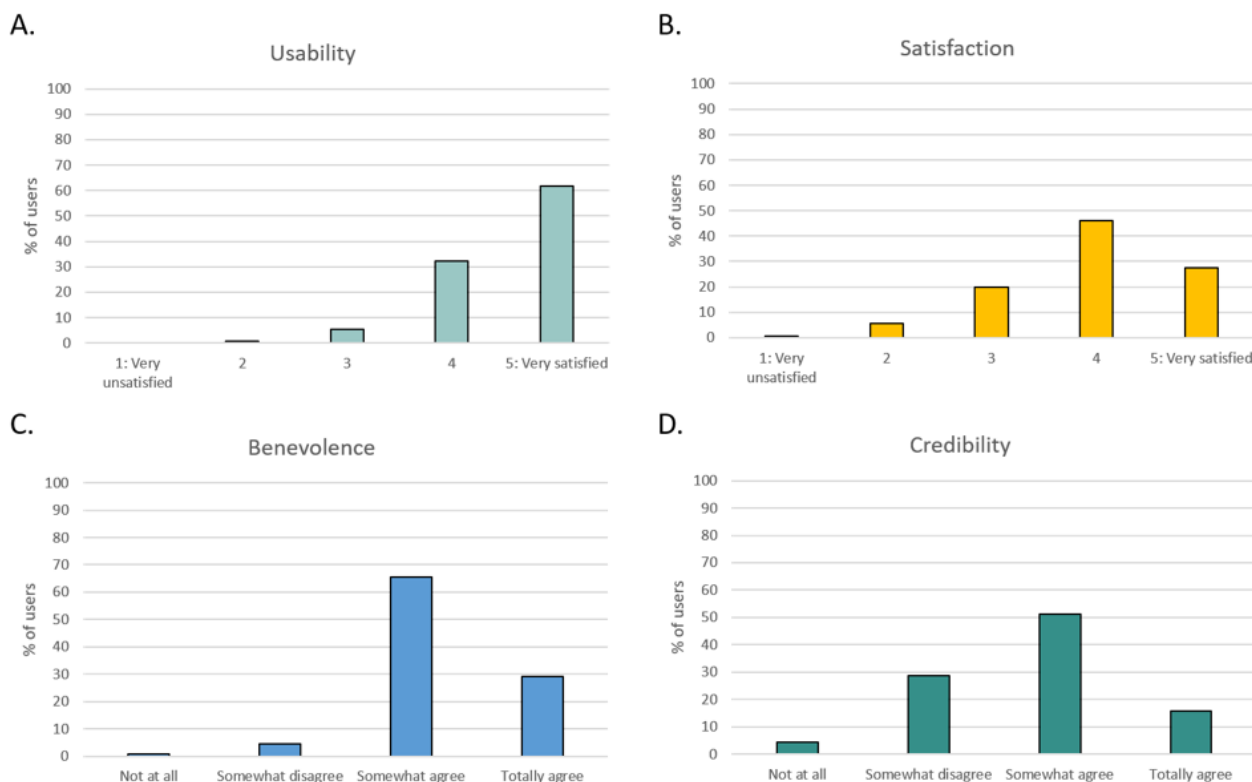 A.
Usability
% of users
100
90
80
70
60
50
40
30
20
10
0
1: Very
unsatisfied
2
3
4
5: Very satisfied
B.
Satisfaction
% of users
100
90
80
70
60
50
40
30
20
10
0
1: Very
unsatisfied
2
3
4
5: Very satisfied
C.
Benevolence
% of users
100
90
80
70
60
50
40
30
20
10
0
Not at all
Somewhat disagree
Somewhat agree
Totally agree
D.
Credibility
% of users
100
90
80
70
60
50
40
30
20
10
0
Not at all
Somewhat disagree
Somewhat agree
Totally agree